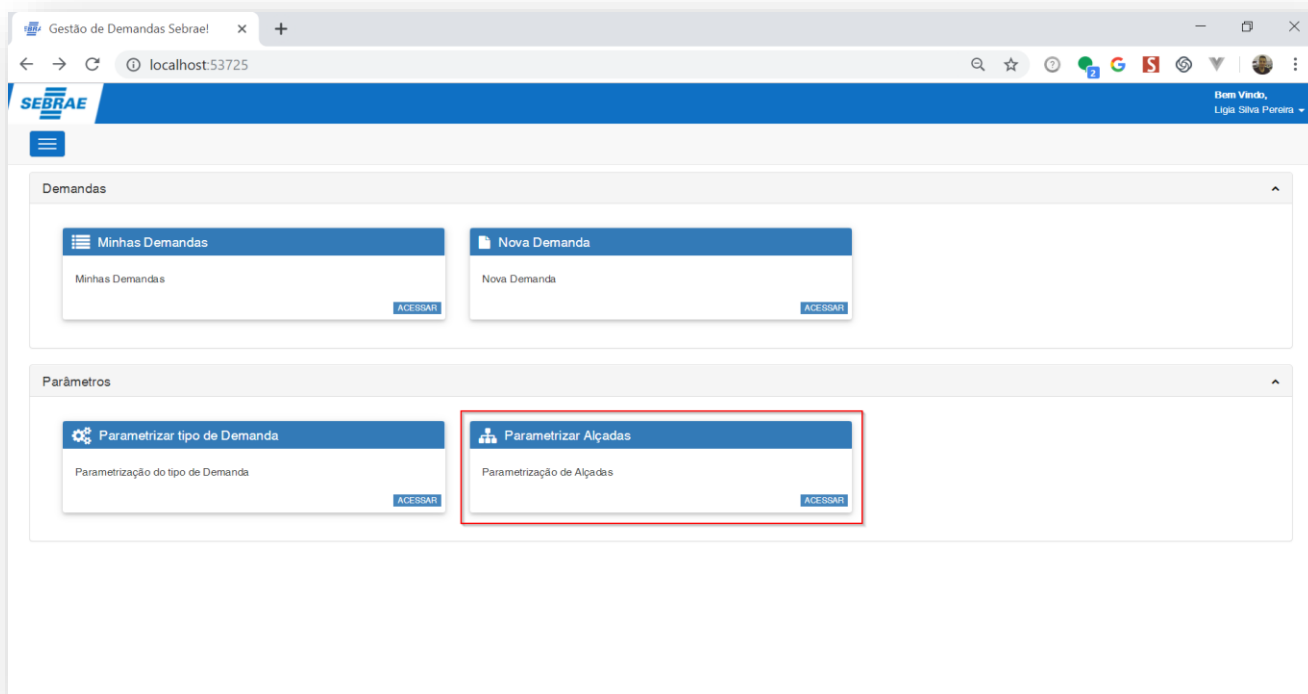 Gestão de Demandas Sebrae!
localhost:53725
2
SEBRAE
Bem Vindo,
Ligia Silva Pereira
Demandas
Minhas Demandas
Nova Demanda
Minhas Demandas
Nova Demanda
ACESSAR
ACESSAR
Parâmetros
Parametrizar tipo de Demanda
Parametrizar Alçadas
Parametrização do tipo de Demanda
Parametização de Alçadas
ACESSAR
ACESSAR